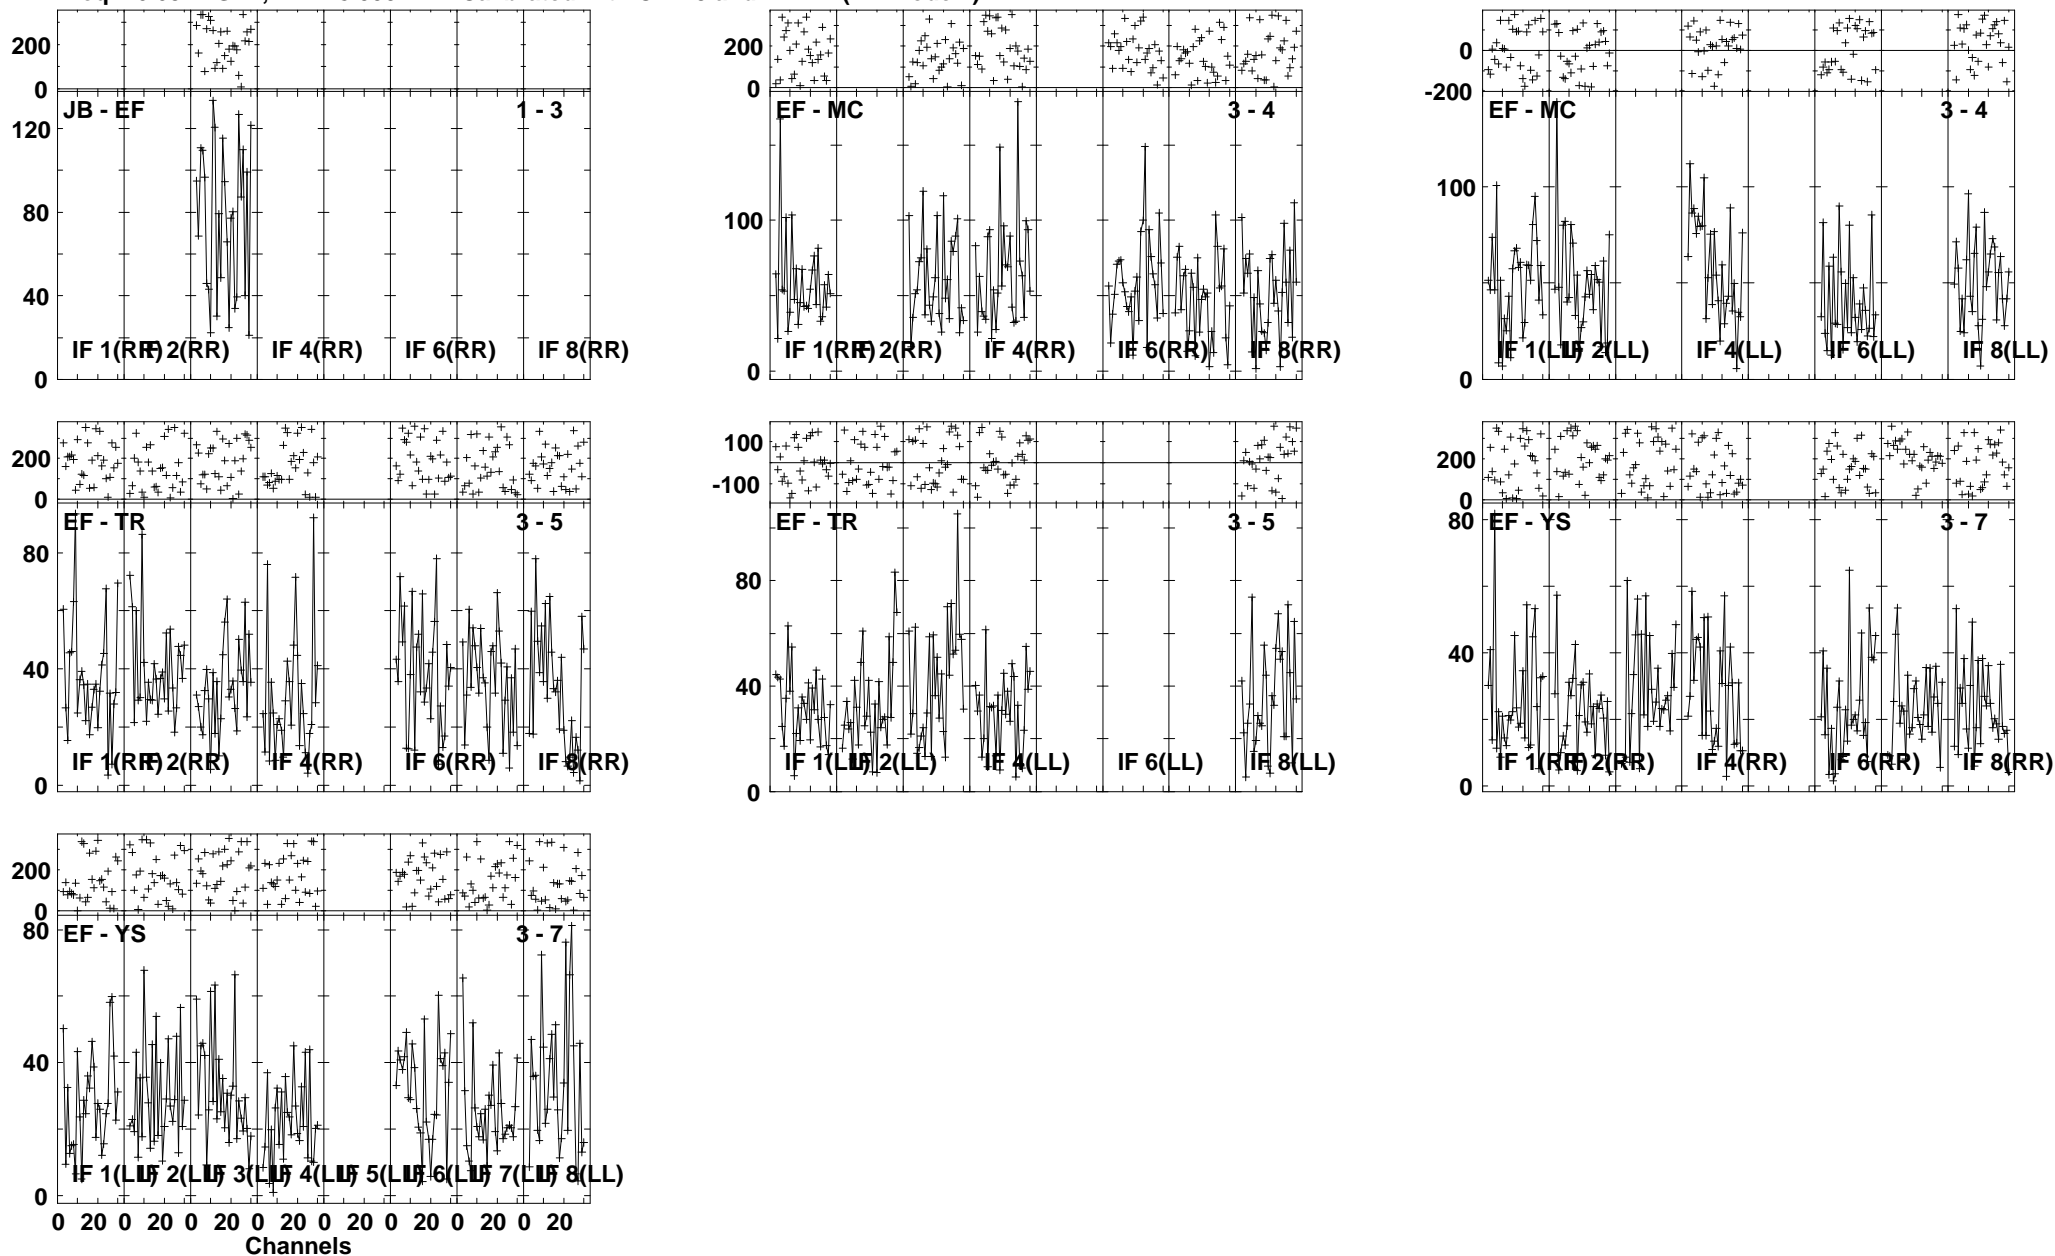 200
0
JB - EF 1 - 3
120
80
40
0
IF 1(RR) IF 2(RR) IF 4(RR) IF 6(RR) IF 8(RR)
200
0
EF - MC 3 - 4
100
0
IF 1(RR) IF 2(RR) IF 4(RR) IF 6(RR) IF 8(RR)
200
0
-200
EF - MC 3 - 4
100
0
IF 1(LL) IF 2(LL) IF 4(LL) IF 6(LL) IF 8(LL)
200
0
EF - TR 3 - 5
80
40
0
IF 1(RR) IF 2(RR) IF 4(RR) IF 6(RR) IF 8(RR)
100
-100
EF - TR 3 - 5
80
40
0
IF 1(LL) IF 2(LL) IF 4(LL) IF 6(LL) IF 8(LL)
200
0
EF - YS 3 - 7
80
40
0
IF 1(RR) IF 2(RR) IF 4(RR) IF 6(RR) IF 8(RR)
200
0
EF - YS 3 - 7
80
40
0
IF 1(LL) IF 2(LL) IF 3(LL) IF 4(LL) IF 5(LL) IF 6(LL) IF 7(LL) IF 8(LL)
0 20 0 20 0 20 0 20 0 20 0 20 0 20 0 20
Channels